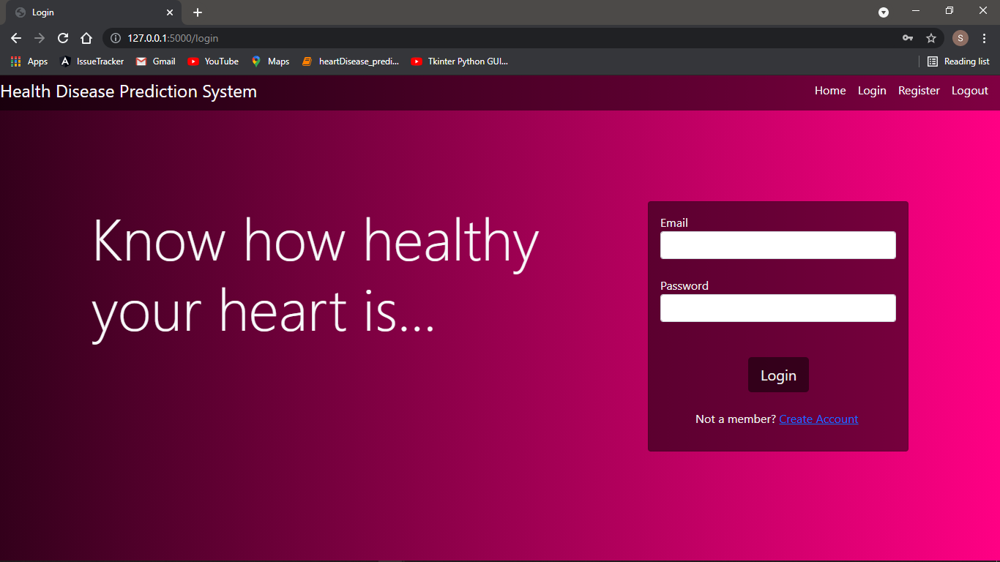 Login
127.0.0.1:5000/login
S
Apps
IssueTracker
Gmail
YouTube
Maps
heartDisease_predi...
Tkinter Python GUI...
Reading list
Health Disease Prediction System
Home Login Register Logout
Know how healthy
your heart is...
Email
Password
Login
Not a member? Create Account